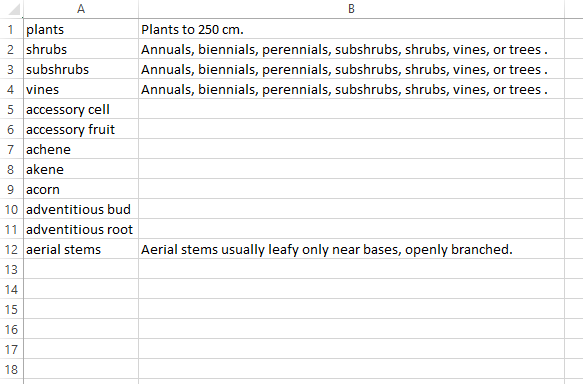 A B
1 plants Plants to 250 cm.
2 shrubs Annuals, biennials, perennials, subshrubs, shrubs, vines, or trees .
3 subshrubs Annuals, biennials, perennials, subshrubs, shrubs, vines, or trees .
4 vines Annuals, biennials, perennials, subshrubs, shrubs, vines, or trees .
5 accessory cell
6 accessory fruit
7 achene
8 akene
9 acorn
10 adventitious bud
11 adventitious root
12 aerial stems Aerial stems usually leafy only near bases, openly branched.
13
14
15
16
17
18